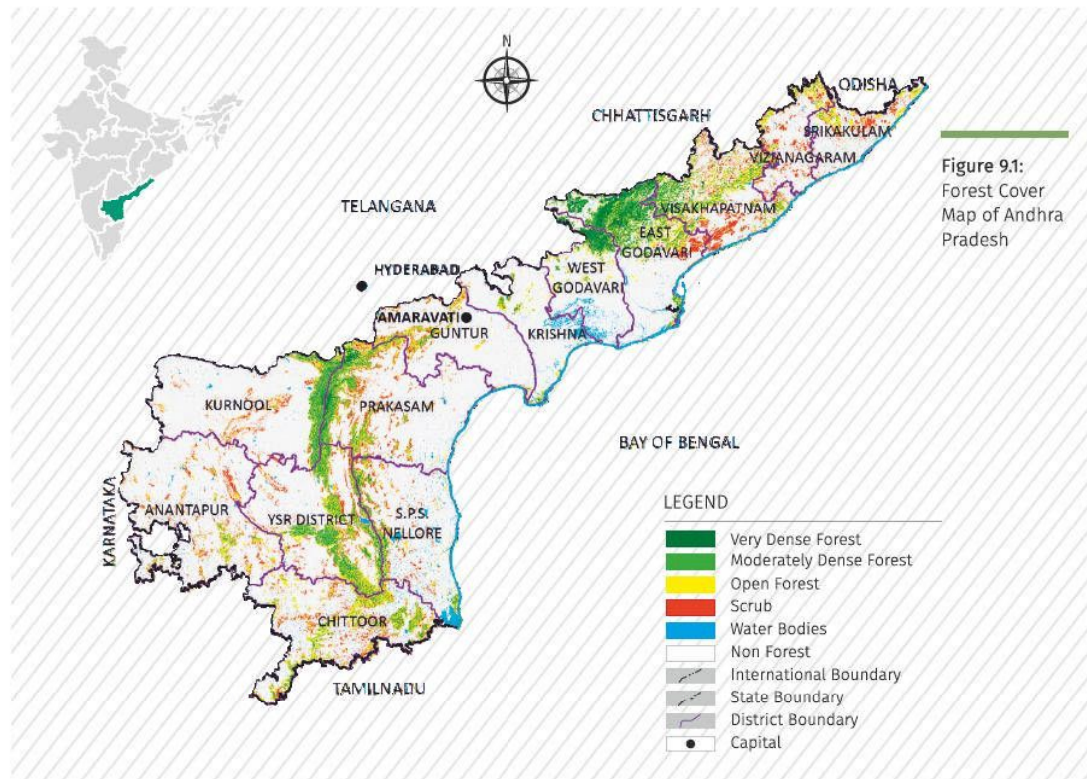 N
ODISHA
CHHATTISGARH
SRIKAKULAM
VIZIANAGARAM
Figure 9.1:
Forest Cover
Map of Andhra
Pradesh
TELANGANA
VISAKHAPATNAM
EAST
GODAVARI
HYDERABAD
WEST
GODAVARI
AMARAVATI
GUNTUR
KRISHNA
KURNOOL
PRAKASAM
BAY OF BENGAL
KARNATAKA
ANANTAPUR
YSR DISTRICT
S.P.S.
NELLORE
CHITTOOR
TAMILNADU
LEGEND
Very Dense Forest
Moderately Dense Forest
Open Forest
Scrub
Water Bodies
Non Forest
International Boundary
State Boundary
District Boundary
Capital